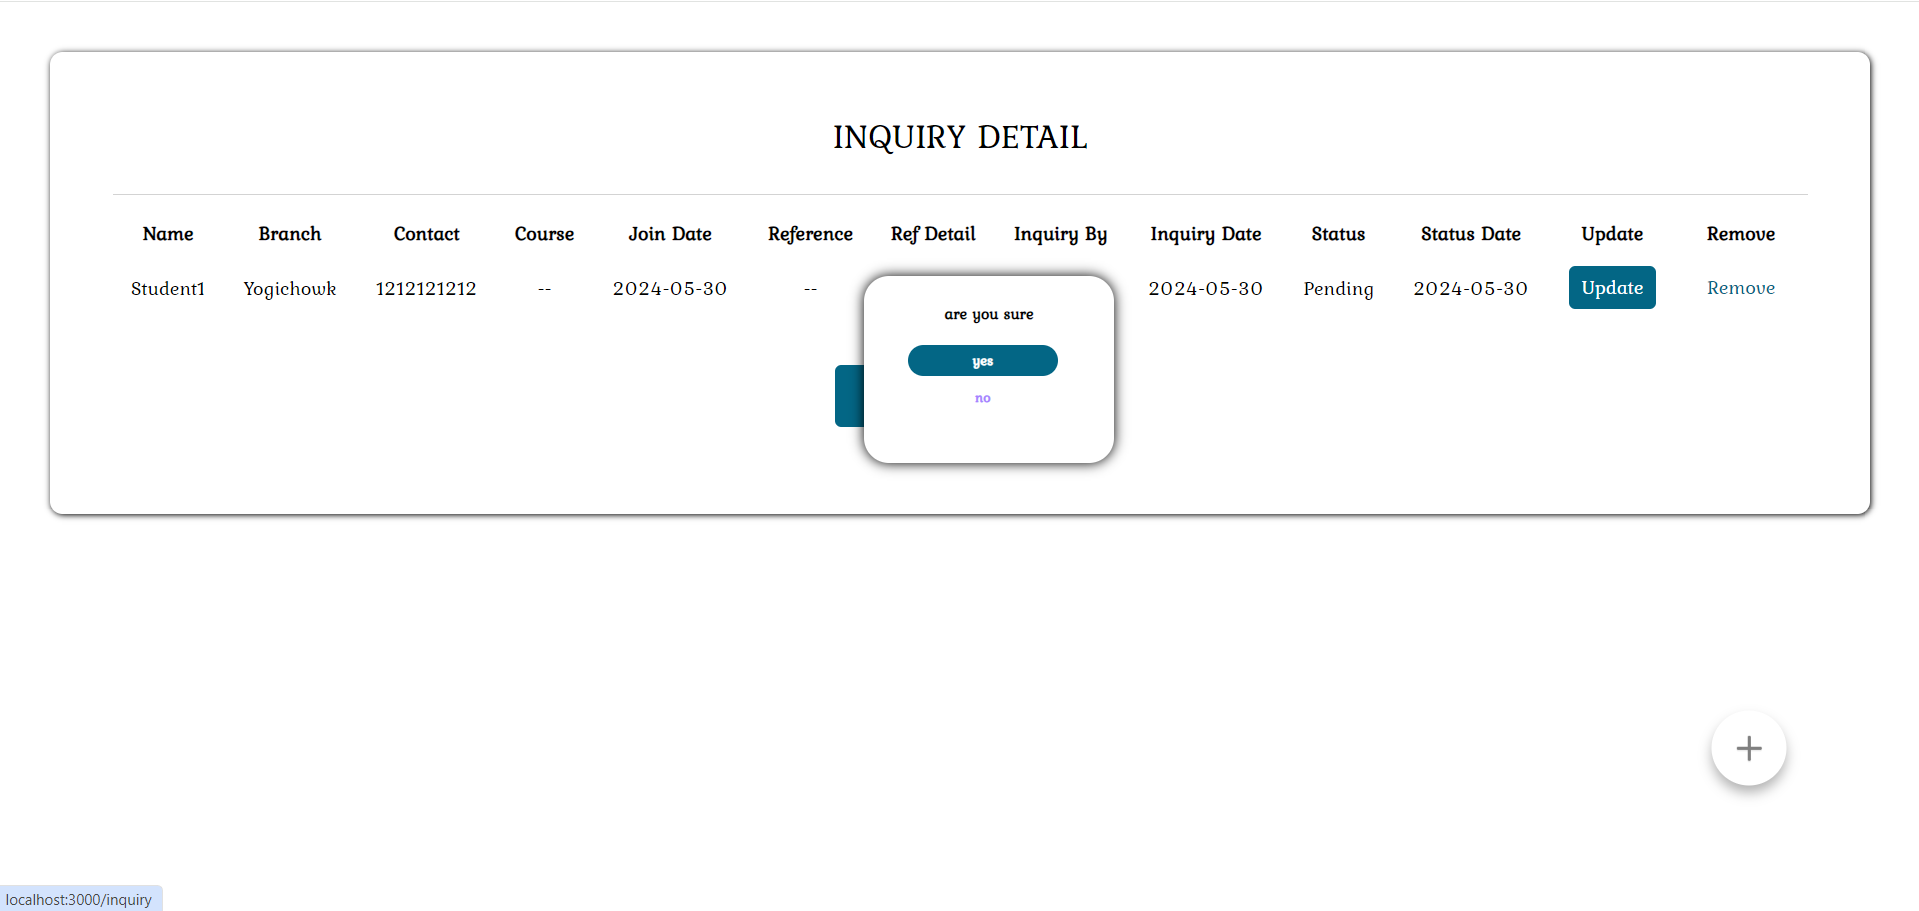 INQUIRY DETAIL
Name Branch Contact Course Join Date Reference Ref Detail Inquiry By Inquiry Date Status Status Date Update Remove
Student1 Yogichowk 1212121212 -- 2024-05-30 -- 2024-05-30 Pending 2024-05-30 Update Remove
are you sure
yes
no
localhost:3000/inquiry